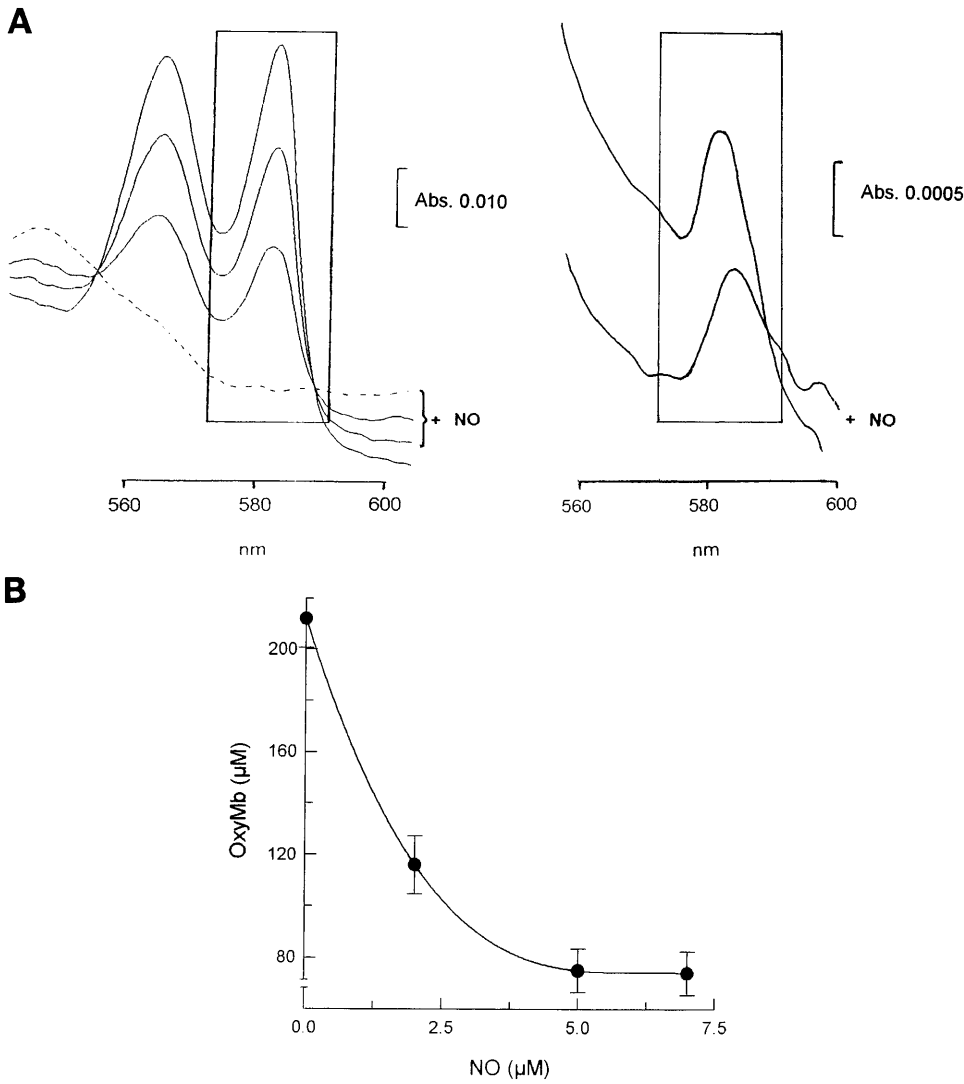 A
Abs. 0.010
Abs. 0.0005
+ NO
+ NO
560 580 600
560 580 600
nm
nm
B
OxyMb (µM)
200
160
120
80
0.0 2.5 5.0 7.5
NO (µM)